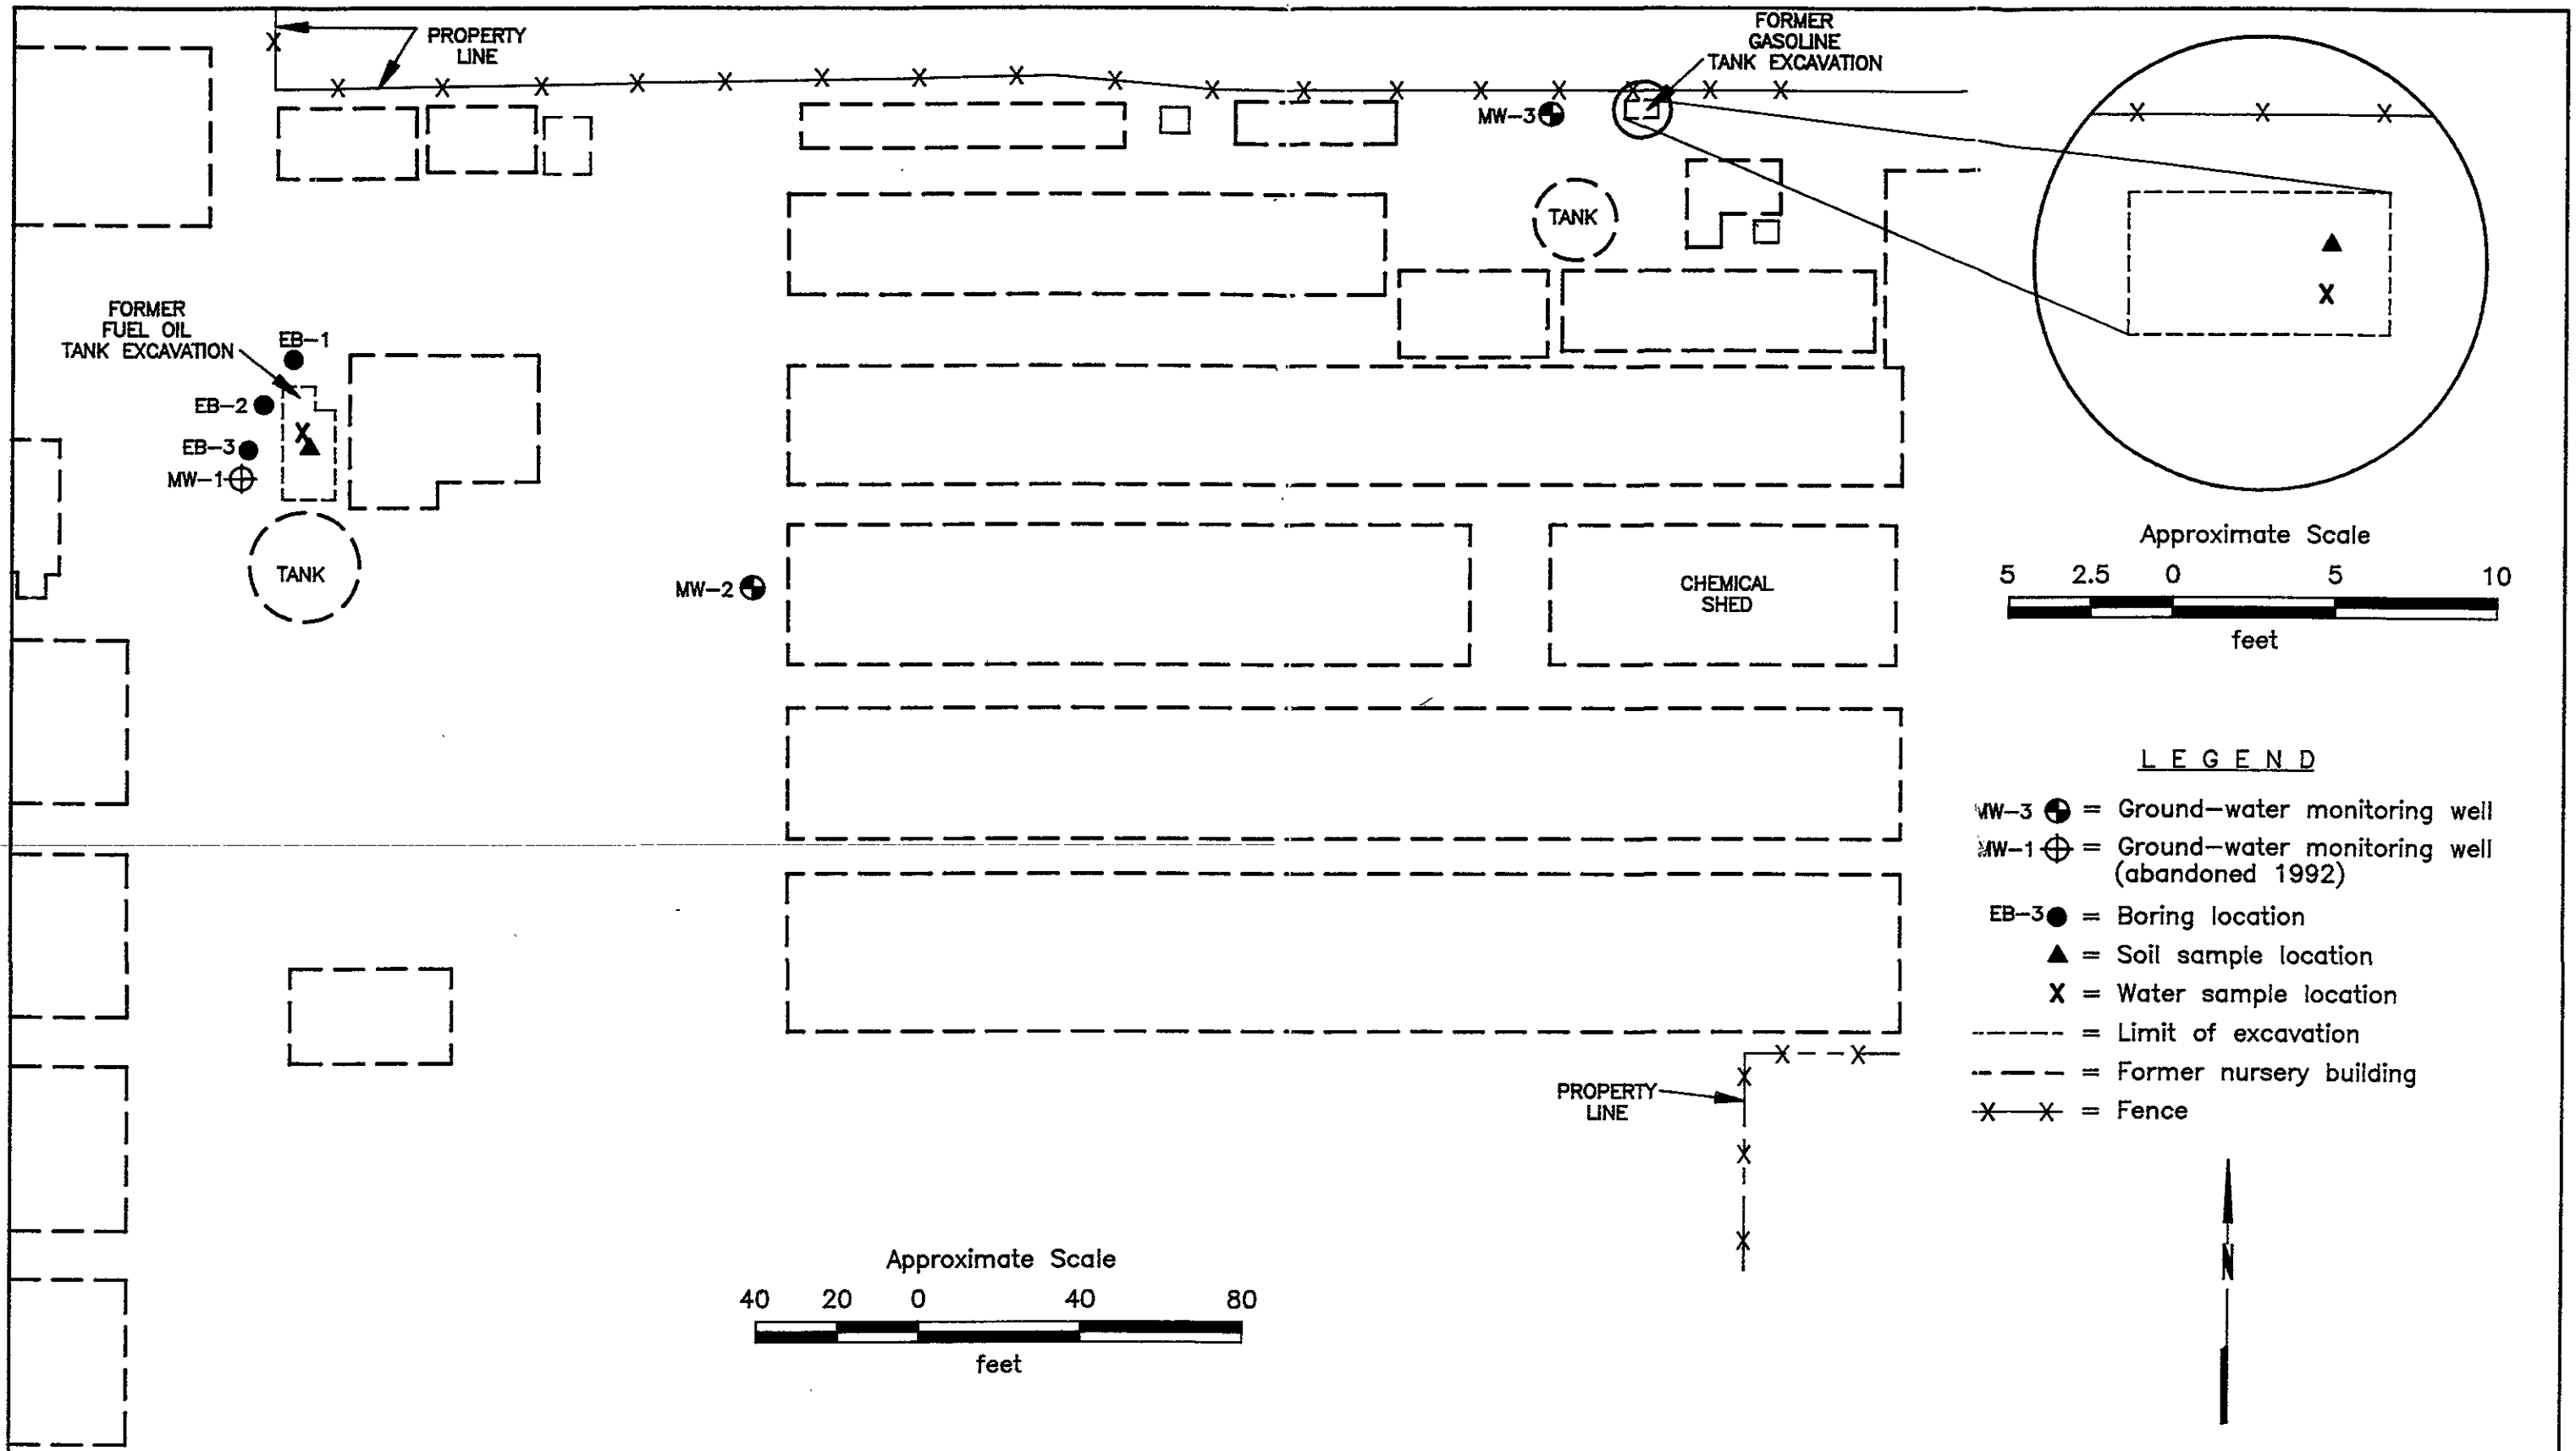 PROPERTY
LINE
FORMER
GASOLINE
TANK EXCAVATION
MW-3
TANK
FORMER
FUEL OIL
TANK EXCAVATION
EB-1
EB-2
EB-3
MW-1
TANK
MW-2
CHEMICAL
SHED
Approximate Scale
5 2.5 0 5 10
feet
LEGEND
MW-3 = Ground-water monitoring well
MW-1 = Ground-water monitoring well
(abandoned 1992)
EB-3 = Boring location
= Soil sample location
X = Water sample location
= Limit of excavation
= Former nursery building
X X = Fence
PROPERTY
LINE
Approximate Scale
40 20 0 40 80
feet
N